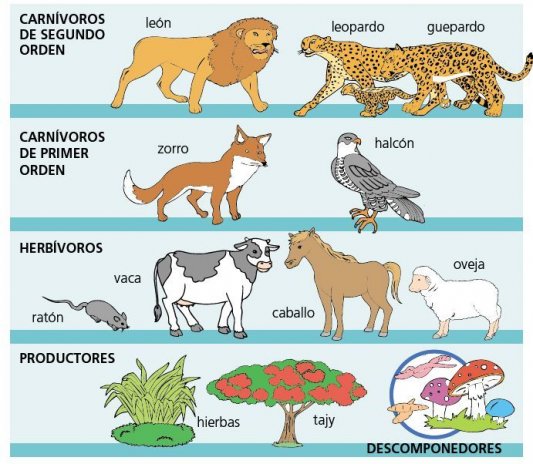 CARNÍVOROS
DE SEGUNDO
ORDEN
león
leopardo
guepardo
CARNÍVOROS
DE PRIMER
ORDEN
zorro
halcón
HERBÍVOROS
ratón
vaca
caballo
oveja
PRODUCTORES
hierbas
tajy
DESCOMPONEDORES